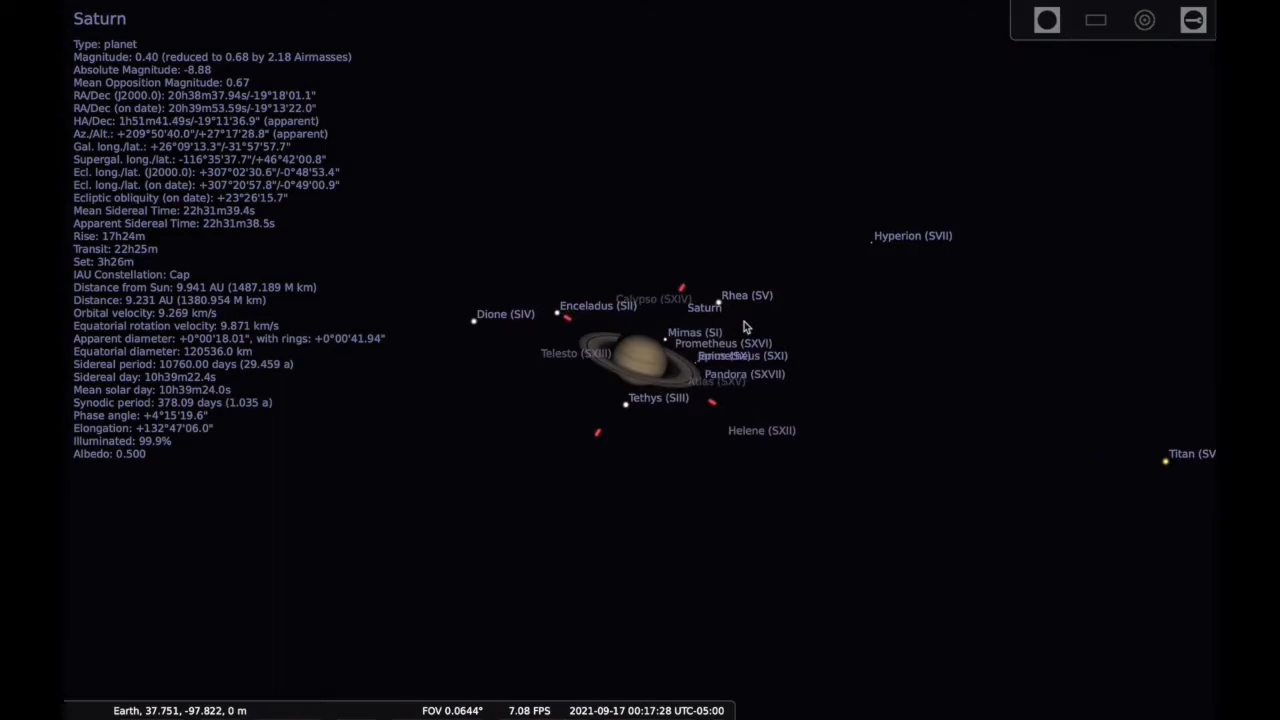 Saturn
Type: planet
Magnitude: 0.40 (reduced to 0.68 by 2.18 Airmasses)
Absolute Magnitude: -8.88
Mean Opposition Magnitude: 0.67
RA/Dec (J2000.0): 20h38m37.94s/-19°18'01.1"
RA/Dec (on date): 20h39m53.59s/-19°13'22.0"
HA/Dec: 1h51m41.49s/-19°11'36.9" (apparent)
Az./Alt.: +209°50'40.0"/+27°17'28.8" (apparent)
Gal. long./lat.: +26°09'13.3"/-31°57'57.7"
Supergal. long./lat.: -116°35'37.7"/+46°42'00.8"
Ecl. long./lat. (J2000.0): +307°02'30.6"/-0°48'53.4"
Ecl. long./lat. (on date): +307°20'57.8"/-0°49'00.9"
Ecliptic obliquity (on date): +23°26'15.7"
Mean Sidereal Time: 22h31m39.4s
Apparent Sidereal Time: 22h31m38.5s
Rise: 17h24m
Transit: 22h25m
Set: 3h26m
IAU Constellation: Cap
Distance from Sun: 9.941 AU (1487.189 M km)
Distance: 9.231 AU (1380.954 M km)
Orbital velocity: 9.269 km/s
Equatorial rotation velocity: 9.871 km/s
Apparent diameter: +0°00'18.01", with rings: +0°00'41.94"
Equatorial diameter: 120536.0 km
Sidereal period: 10760.00 days (29.459 a)
Sidereal day: 10h39m22.4s
Mean solar day: 10h39m24.0s
Synodic period: 378.09 days (1.035 a)
Phase angle: +4°15'19.6"
Elongation: +132°47'06.0"
Illuminated: 99.9%
Albedo: 0.500
Hyperion (SVII)
Rhea (SV)
Calypso (SXIV)
Enceladus (SII)
Saturn
Dione (SIV)
Mimas (SI)
Prometheus (SXVI)
Telesto (SXIII)
Pandora (SXVII)
Atlas (SXV)
Tethys (SIII)
Helene (SXII)
Titan (SV
Earth, 37.751, -97.822, 0 m
FOV 0.0644°
7.08 FPS
2021-09-17 00:17:28 UTC-05:00